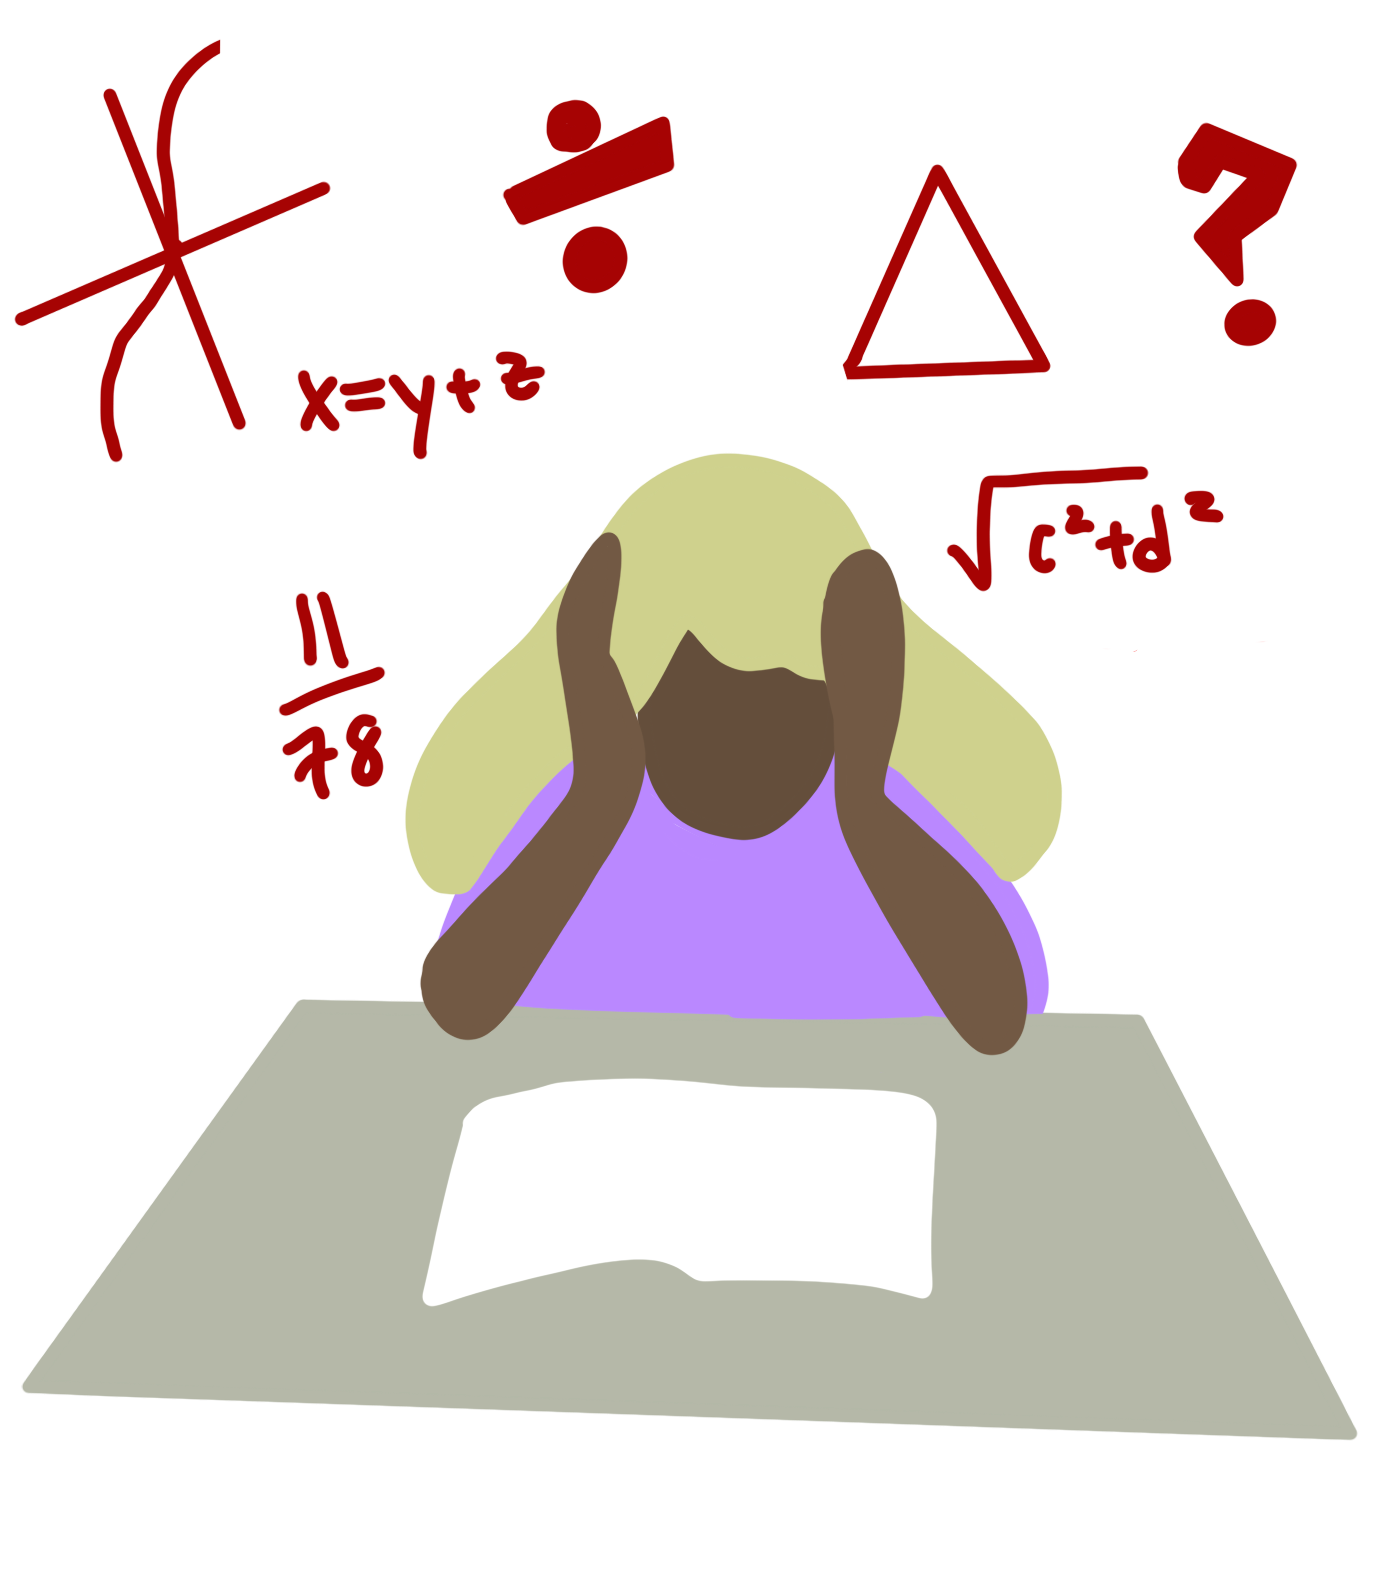 ÷
?
x=y+z
√c²+d²
11
78